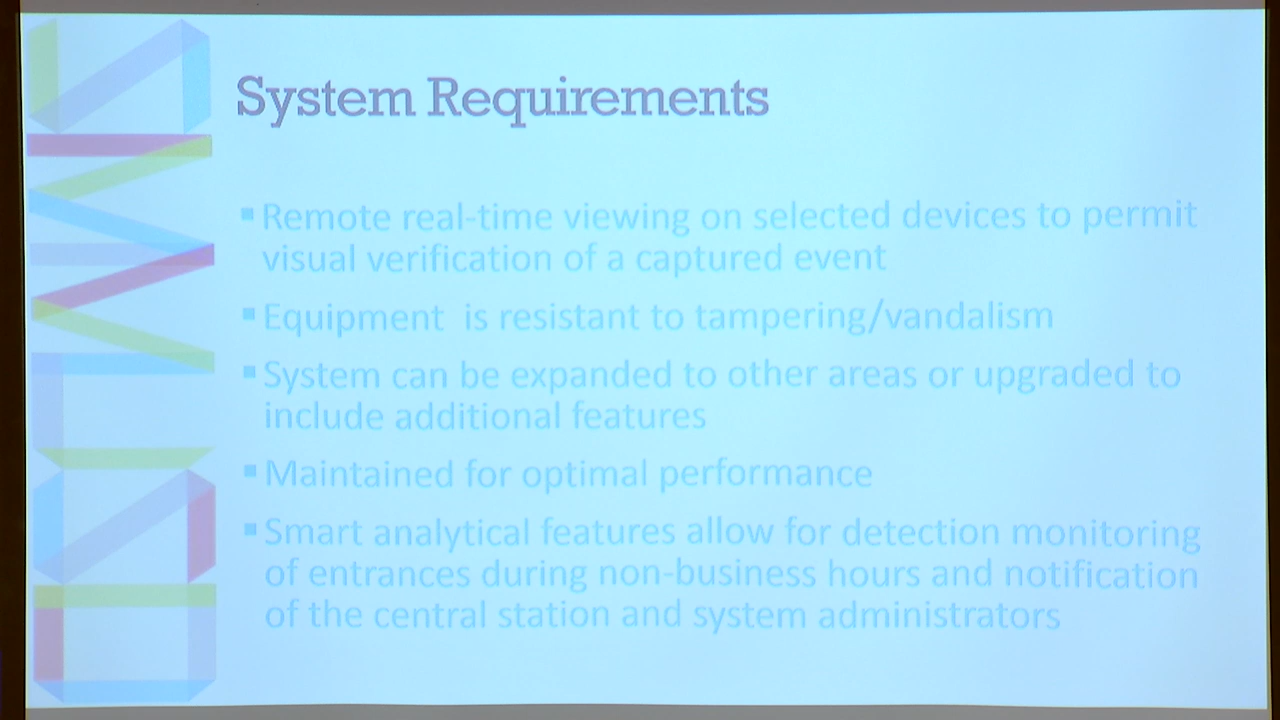 System Requirements
▪ Remote real-time viewing on selected devices to permit
visual verification of a captured event
▪ Equipment is resistant to tampering/vandalism
▪ System can be expanded to other areas or upgraded to
include additional features
▪ Maintained for optimal performance
▪ Smart analytical features allow for detection monitoring
of entrances during non-business hours and notification
of the central station and system administrators